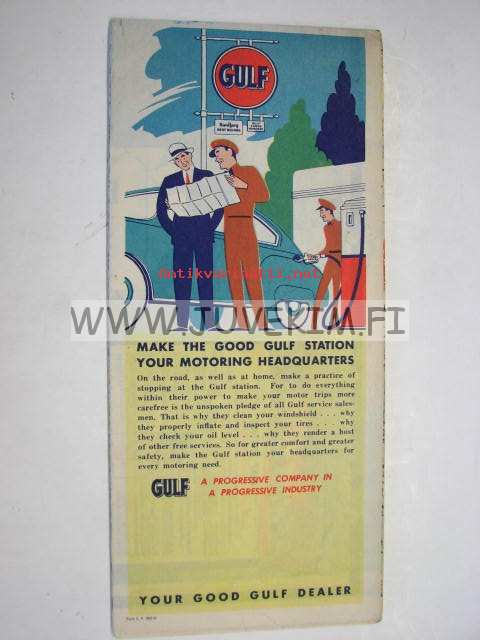 GULF
WWW.JUVERIM.FI
MAKE THE GOOD GULF STATION
YOUR MOTORING HEADQUARTERS
On the road, as well as at home, make a practice of
stopping at the Gulf station. For to do everything
within their power to make your motor trips more
carefree is the unspoken pledge of all Gulf service sales-
men. That is why they clean your windshield . . . why
they properly inflate and inspect your tires . . . why
they check your oil level . . . why they render a host
of other free services. So for greater comfort and greater
safety, make the Gulf station your headquarters for
every motoring need.
GULF
A PROGRESSIVE COMPANY IN
A PROGRESSIVE INDUSTRY
YOUR GOOD GULF DEALER